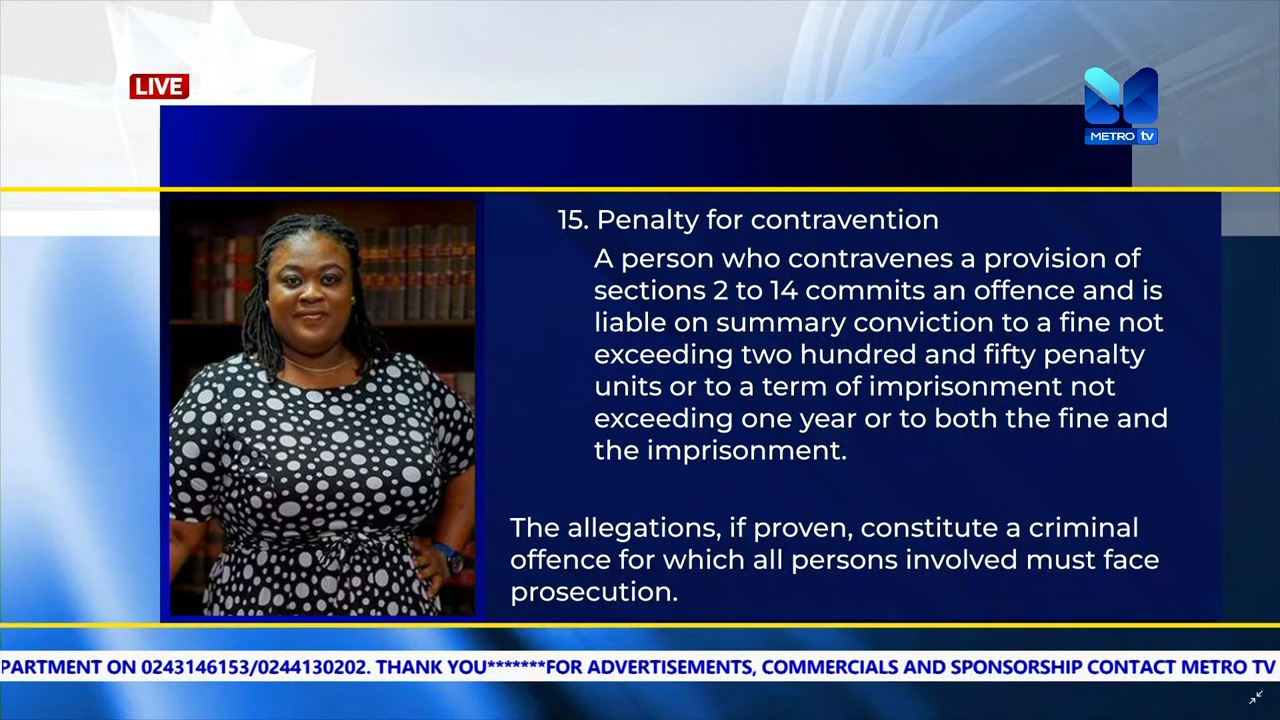 LIVE
METRO tv
15. Penalty for contravention
A person who contravenes a provision of
sections 2 to 14 commits an offence and is
liable on summary conviction to a fine not
exceeding two hundred and fifty penalty
units or to a term of imprisonment not
exceeding one year or to both the fine and
the imprisonment.
The allegations, if proven, constitute a criminal
offence for which all persons involved must face
prosecution.
PARTMENT ON 0243146153/0244130202. THANK YOU*******FOR ADVERTISEMENTS, COMMERCIALS AND SPONSORSHIP CONTACT METRO TV